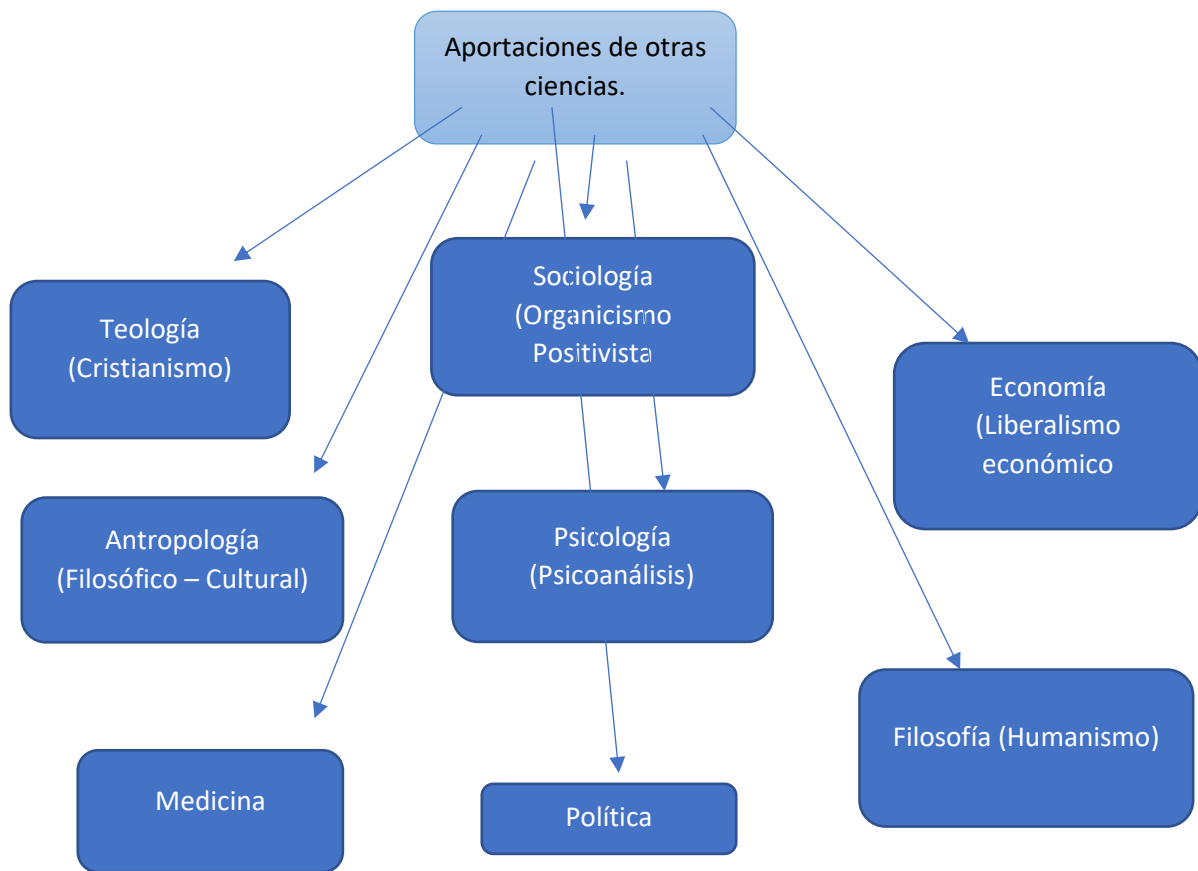 Aportaciones de otras
ciencias.
Teología
(Cristianismo)
Sociología
(Organicismo
Positivista
Economía
(Liberalismo
económico
Antropología
(Filosófico – Cultural)
Psicología
(Psicoanálisis)
Filosofía (Humanismo)
Medicina
Política